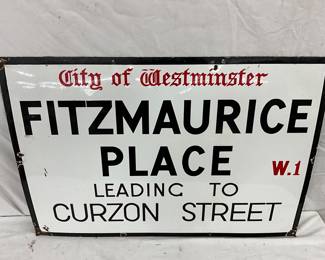 City of Westminster
FITZMAURICE
PLACE
W.1
LEADING TO
CURZON STREET